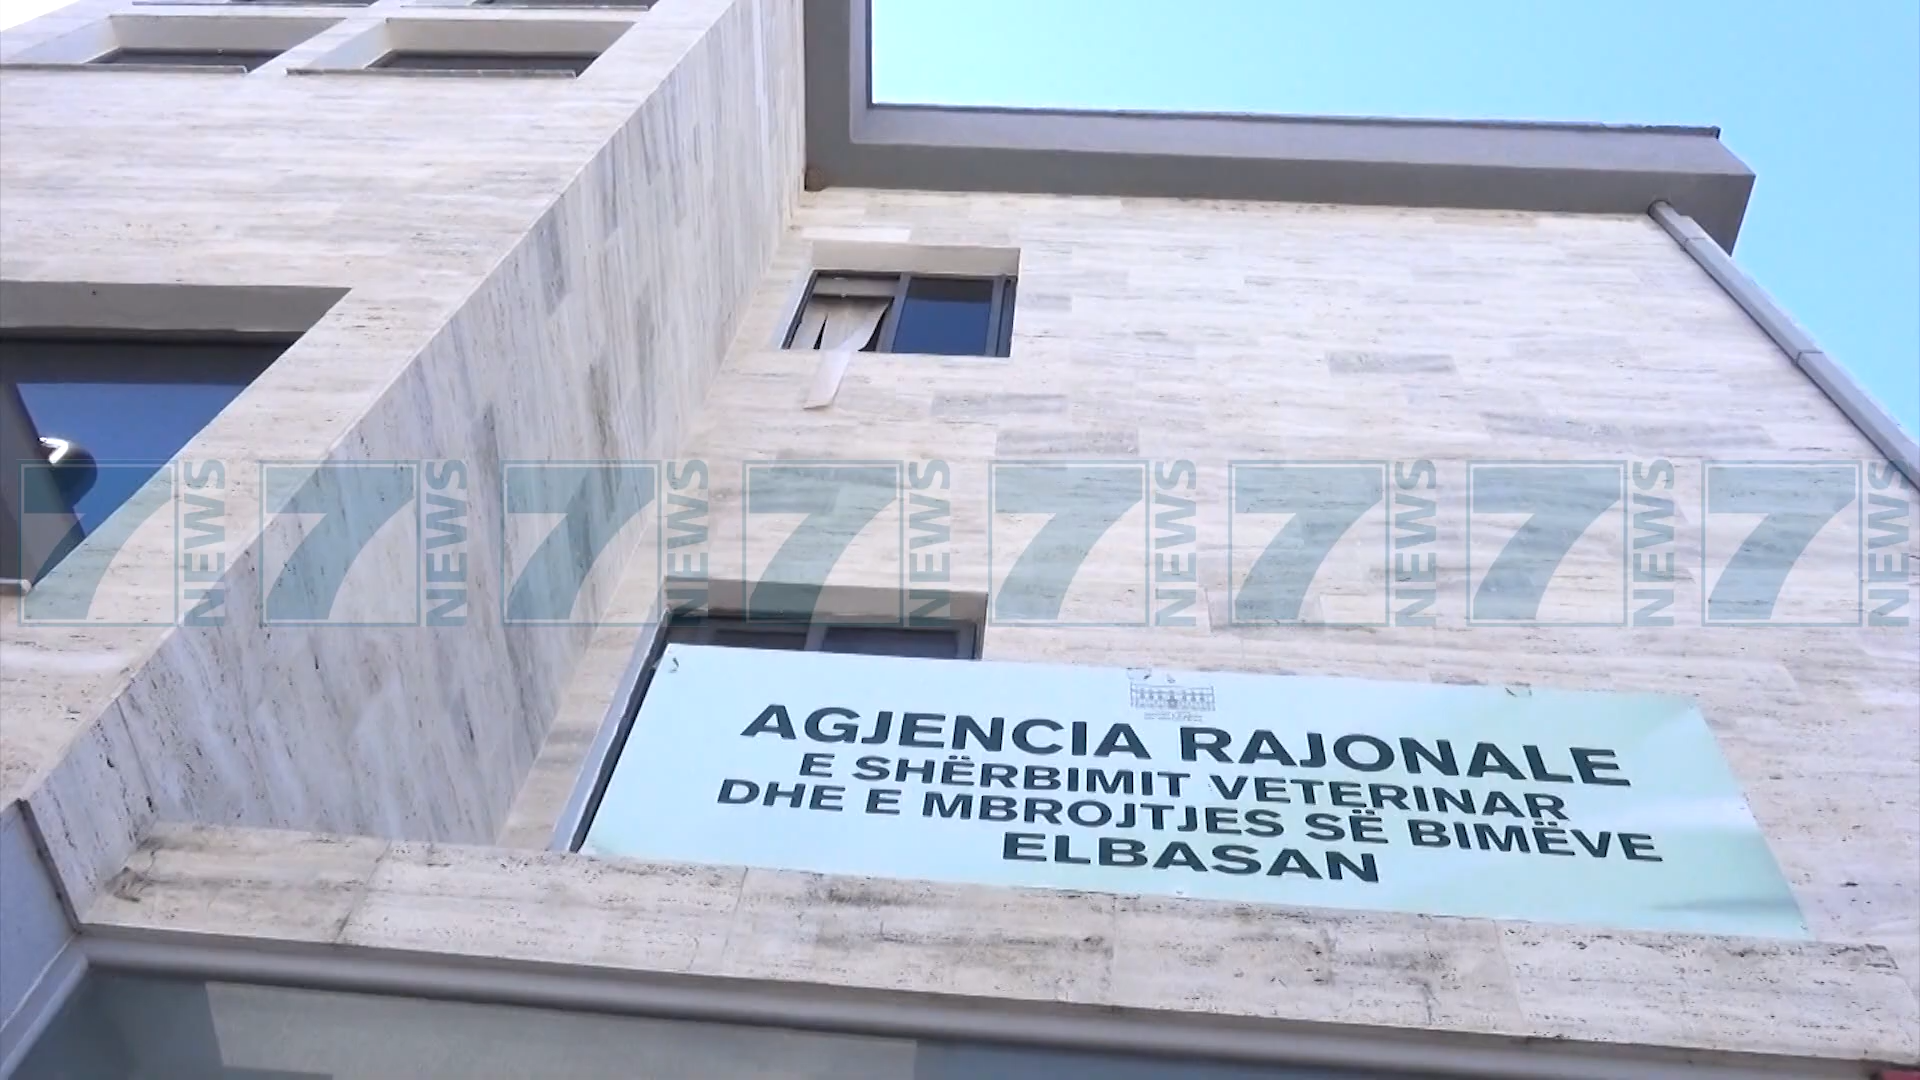 7 NEWS 7 NEWS 7 NEWS 7 NEWS 7 NEWS 7 NEWS 7 NEWS 7 NEWS
AGJENCIA RAJONALE
E SHËRBIMIT VETERINAR
DHE E MBROJTJES SË BIMËVE
ELBASAN